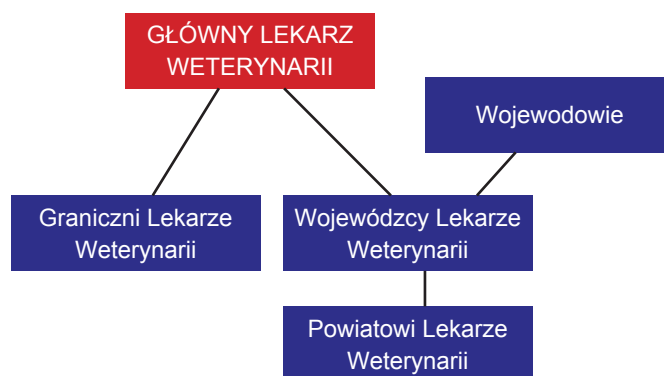 GŁÓWNY LEKARZ
WETERYNARII
Wojewodowie
Graniczni Lekarze
Weterynarii
Wojewódzcy Lekarze
Weterynarii
Powiatowi Lekarze
Weterynarii